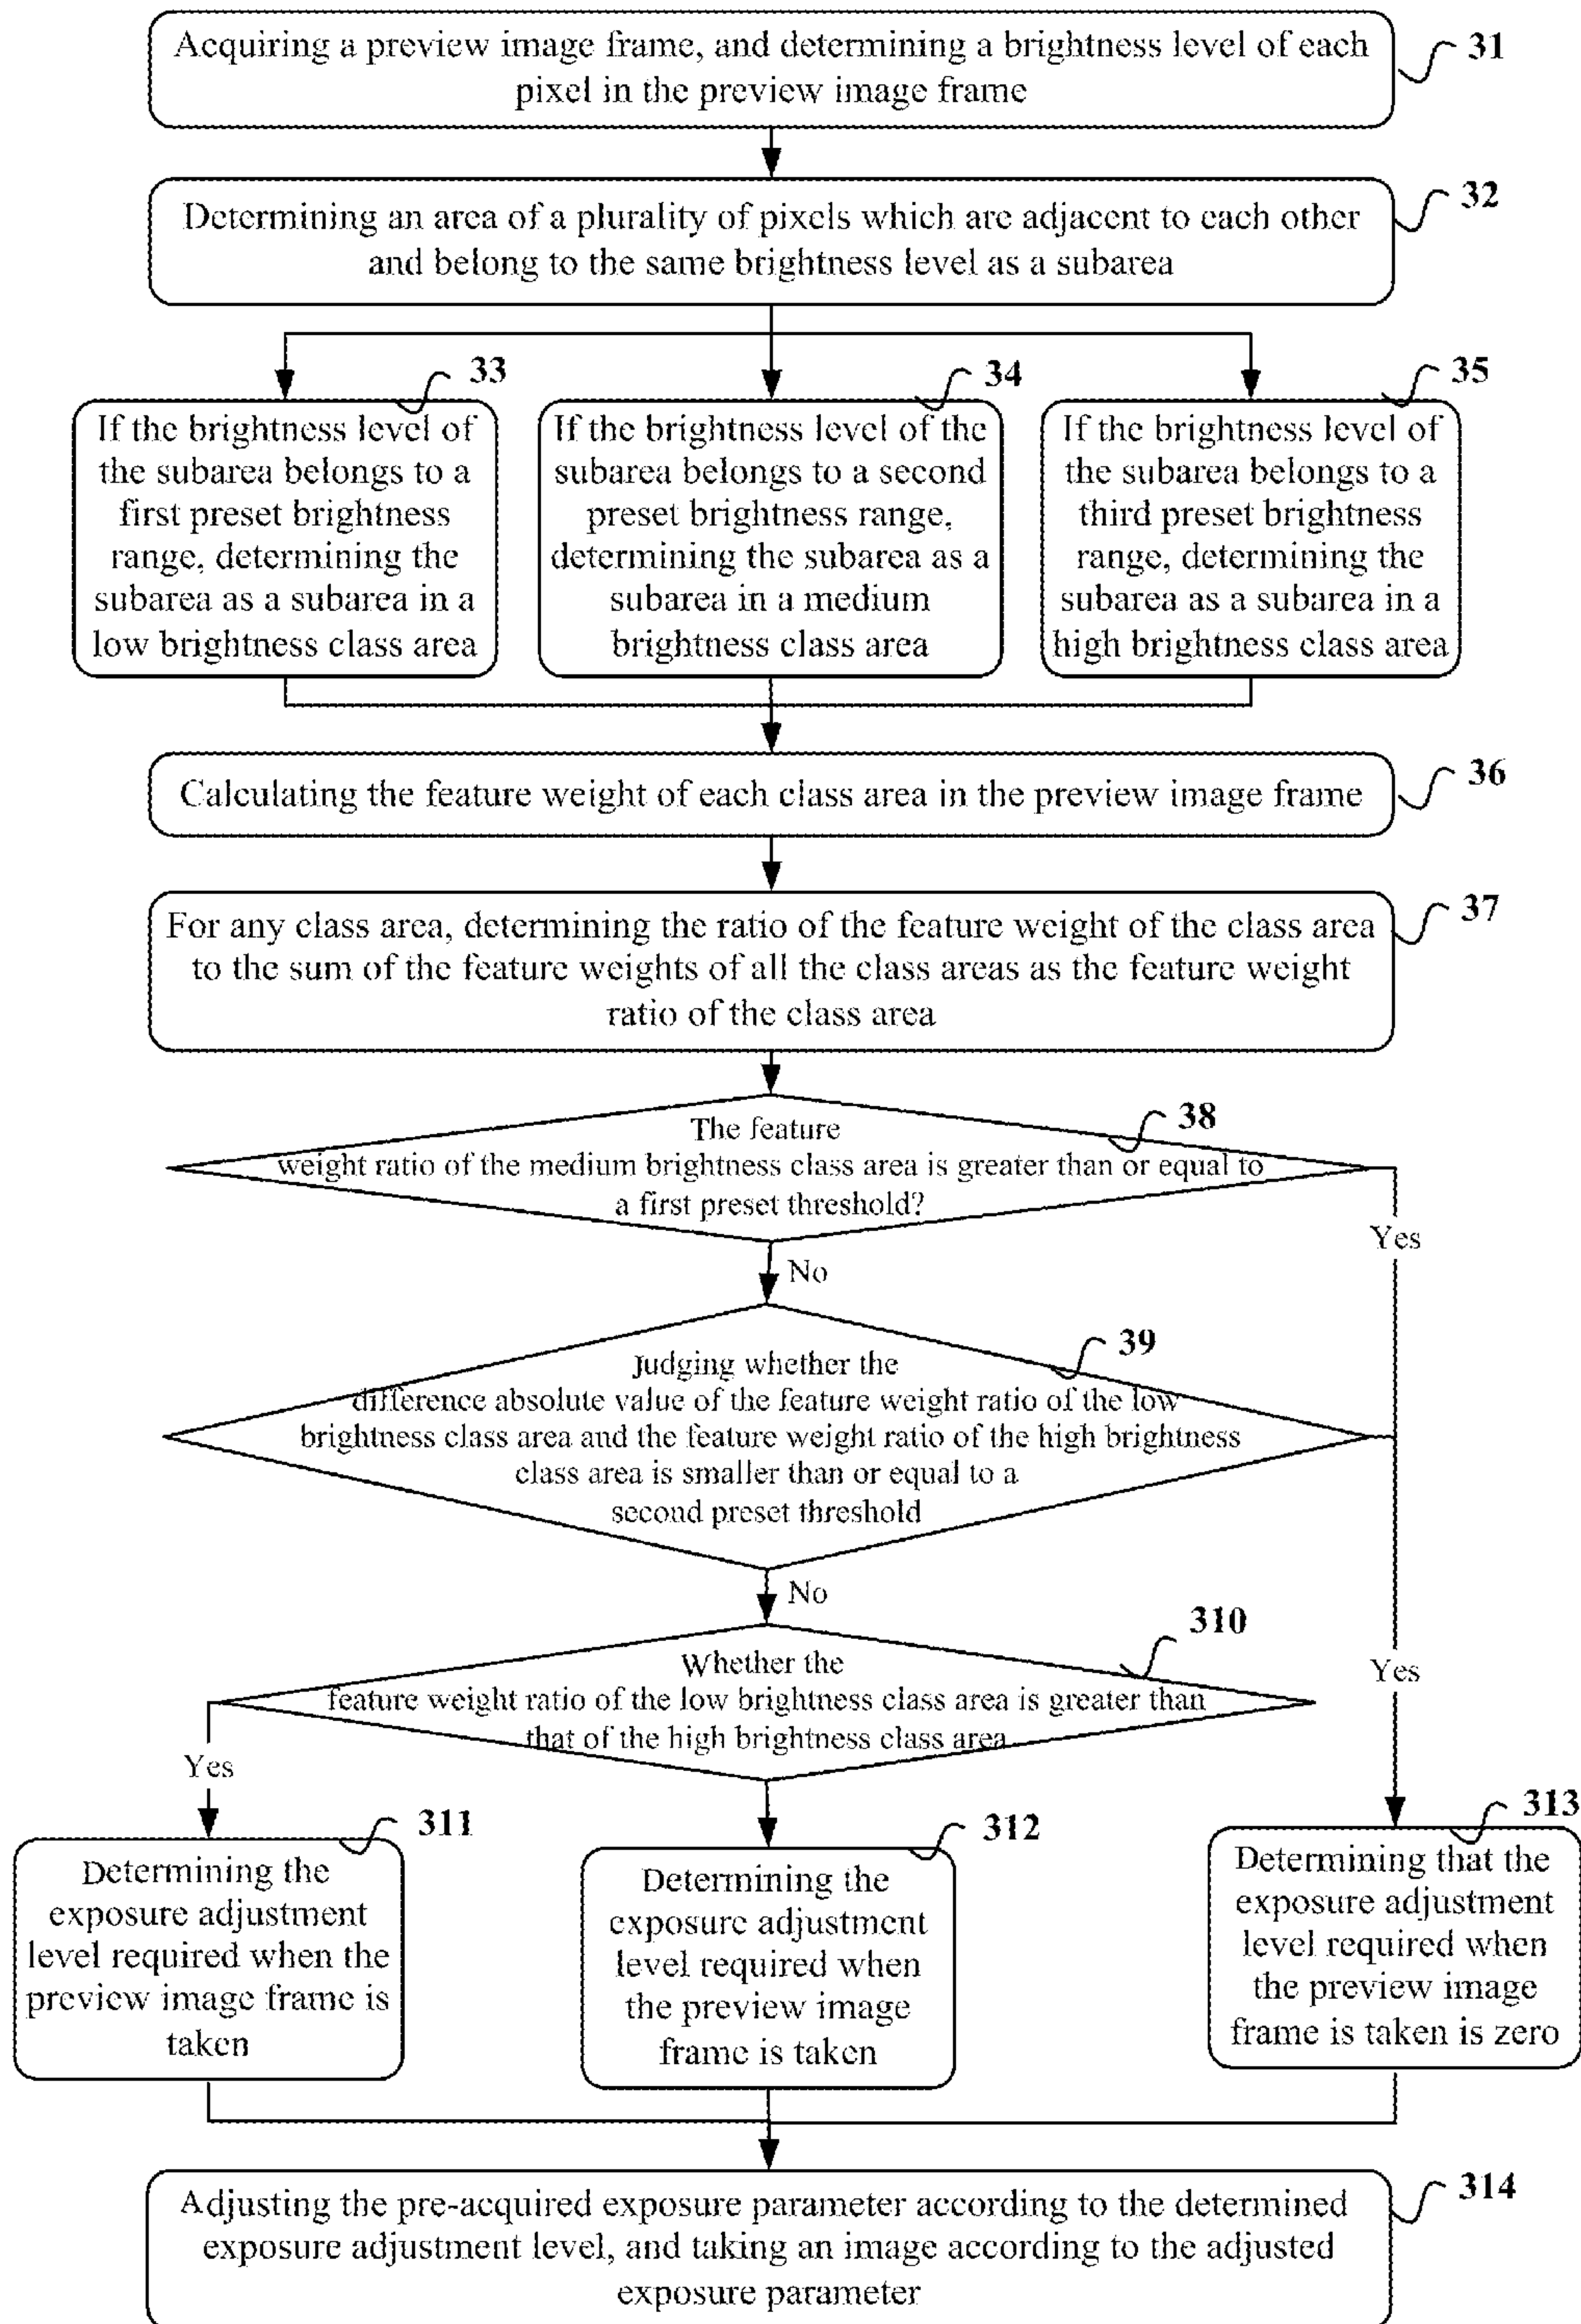 Acquiring a preview image frame, and determining a brightness level of each
pixel in the preview image frame
31
Determining an area of a plurality of pixels which are adjacent to each other
and belong to the same brightness level as a subarea
32
33
If the brightness level of
the subarea belongs to a
first preset brightness
range, determining the
subarea as a subarea in a
low brightness class area
34
If the brightness level of the
subarea belongs to a second
preset brightness range,
determining the subarea as a
subarea in a medium
brightness class area
35
If the brightness level of
the subarea belongs to a
third preset brightness
range, determining the
subarea as a subarea in a
high brightness class area
Calculating the feature weight of each class area in the preview image frame
36
For any class area, determining the ratio of the feature weight of the class area
to the sum of the feature weights of all the class areas as the feature weight
ratio of the class area
37
38
The feature
weight ratio of the medium brightness class area is greater than or equal to
a first preset threshold?
Yes
No
39
Judging whether the
difference absolute value of the feature weight ratio of the low
brightness class area and the feature weight ratio of the high brightness
class area is smaller than or equal to a
second preset threshold
No
310
Whether the
feature weight ratio of the low brightness class area is greater than
that of the high brightness class area
Yes
Yes
311
Determining the
exposure adjustment
level required when the
preview image frame is
taken
312
Determining the
exposure adjustment
level required when
the preview image
frame is taken
313
Determining that the
exposure adjustment
level required when
the preview image
frame is taken is zero
Adjusting the pre-acquired exposure parameter according to the determined
exposure adjustment level, and taking an image according to the adjusted
exposure parameter
314